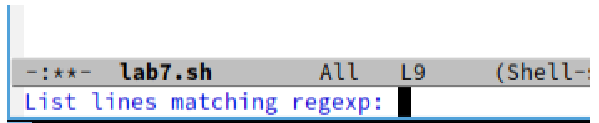 -:**- lab7.sh All L9 (Shell-s
List lines matching regexp: